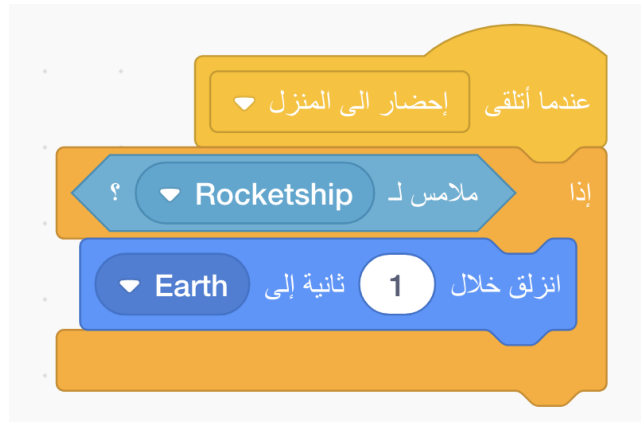 عندما أتلقى إحضار الى المنزل
إذا ملامس لـ Rocketship ؟
انزلق خلال 1 ثانية إلى Earth